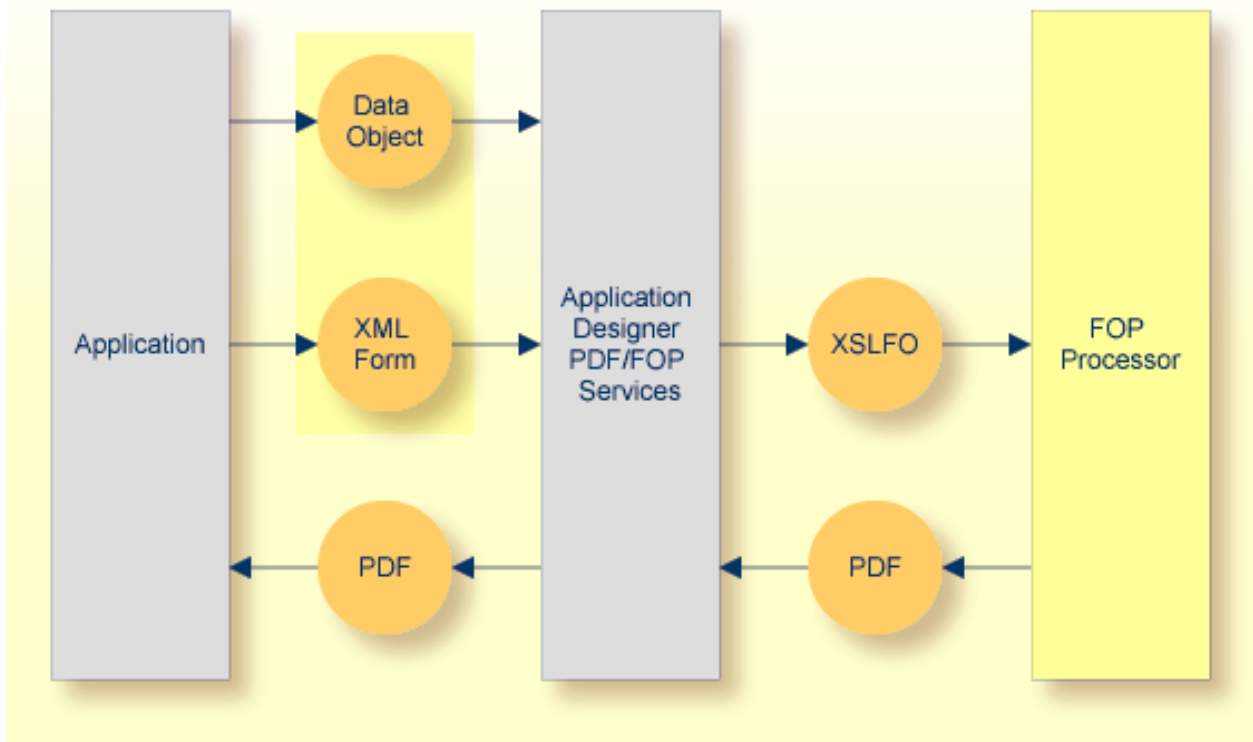 Data
Object
Application
XML
Form
Application
Designer
PDF/FOP
Services
XSLFO
FOP
Processor
PDF
PDF